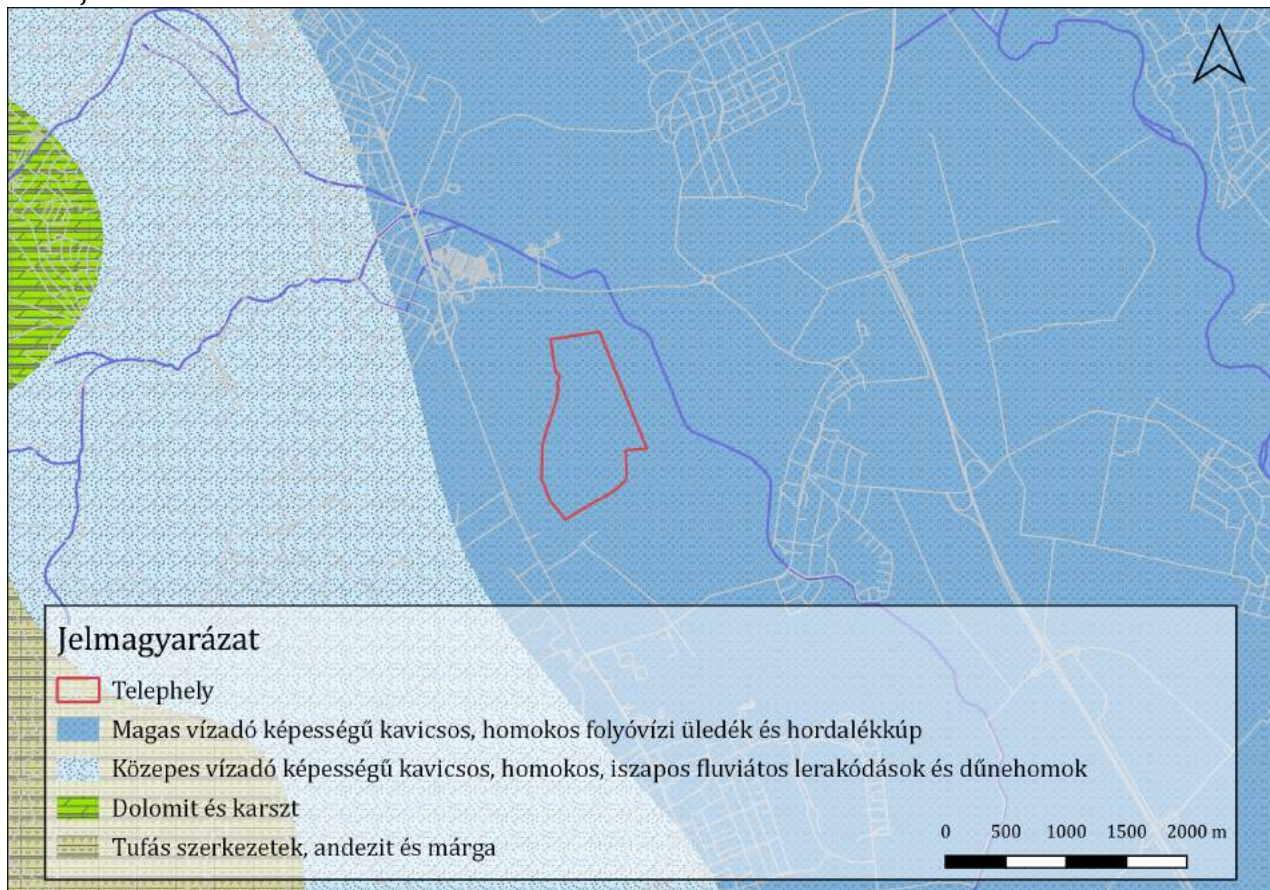 Jelmagyarázat
Telephely
Magas vízadó képességű kavicsos, homokos folyóvízi üledék és hordalékkúp
Közepes vízadó képességű kavicsos, homokos, iszapos fluviátos lerakódások és dűnehomok
Dolomit és karszt
Tufás szerkezetek, andezit és márga
0 500 1000 1500 2000 m